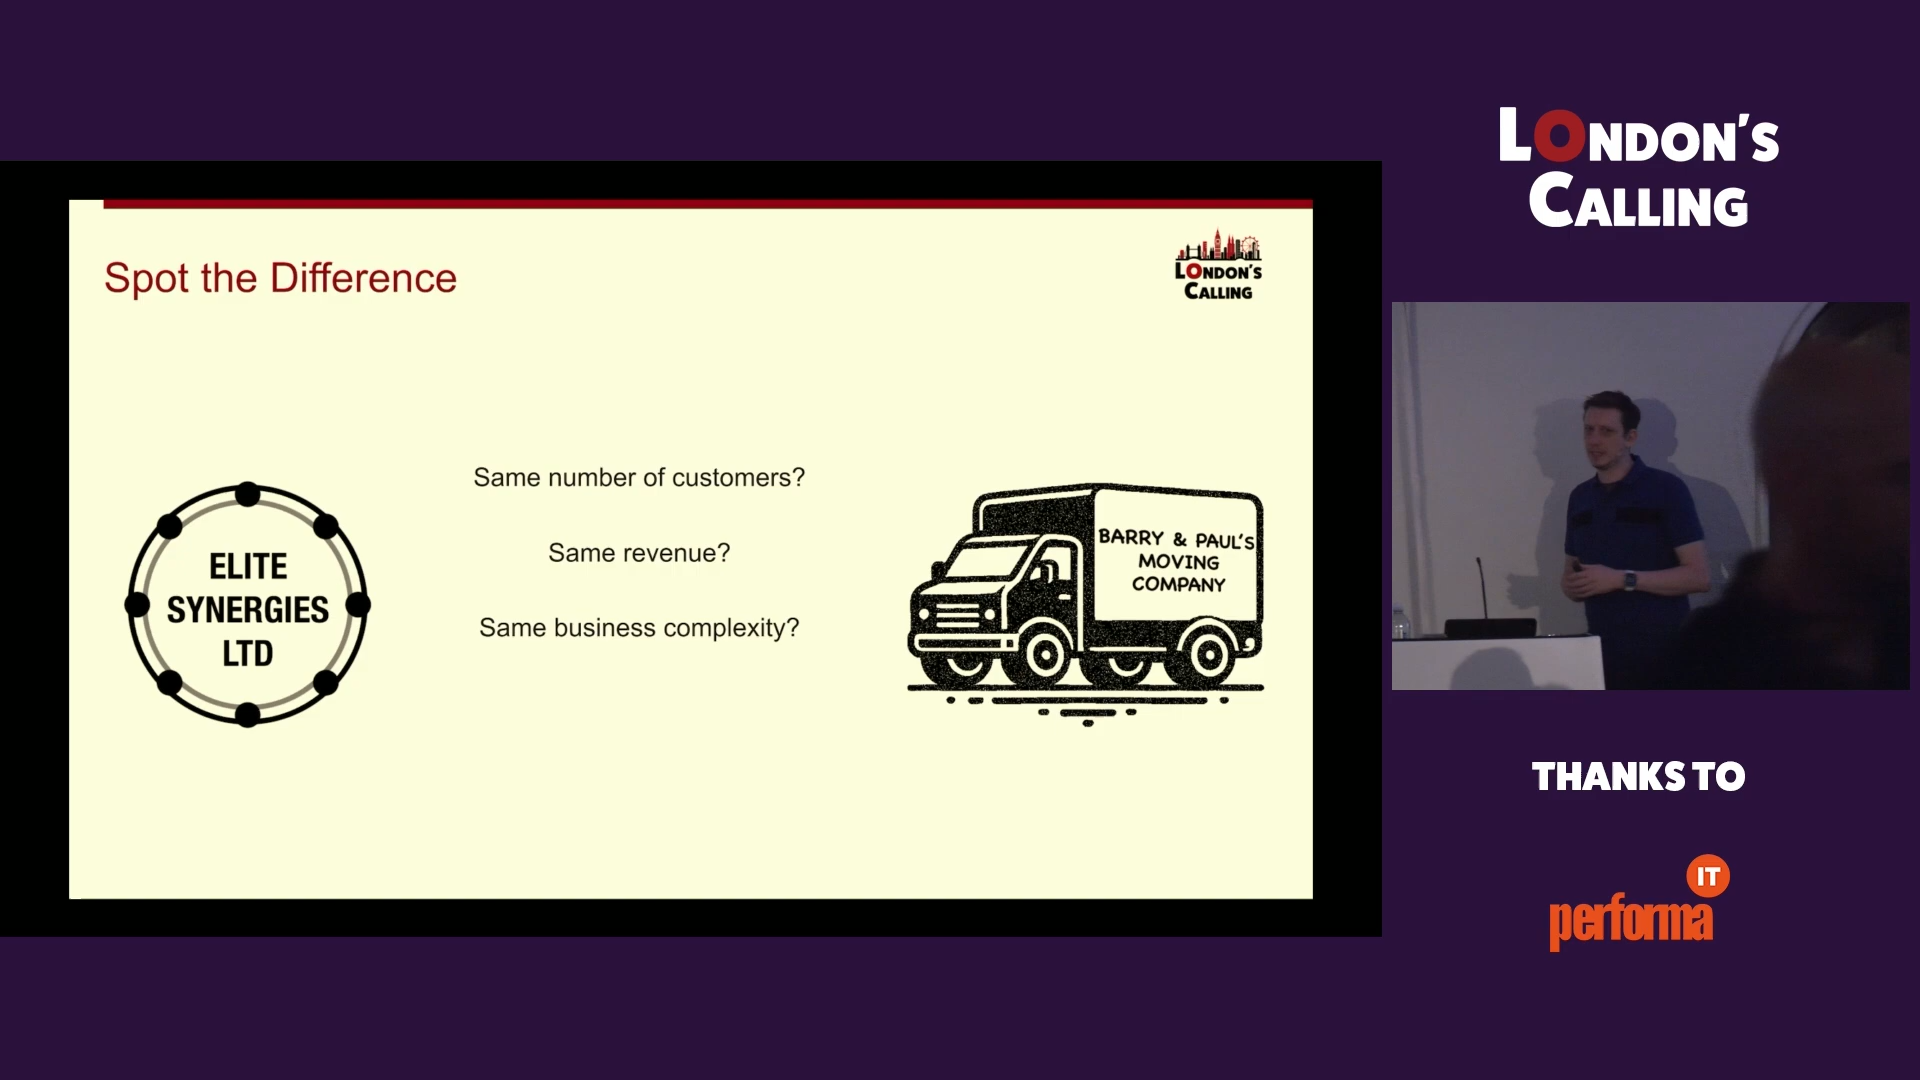 Spot the Difference
LONDON'S
CALLING
ELITE
SYNERGIES
LTD
Same number of customers?
Same revenue?
Same business complexity?
BARRY & PAUL'S
MOVING
COMPANY
LONDON'S
CALLING
THANKS TO
performa
IT